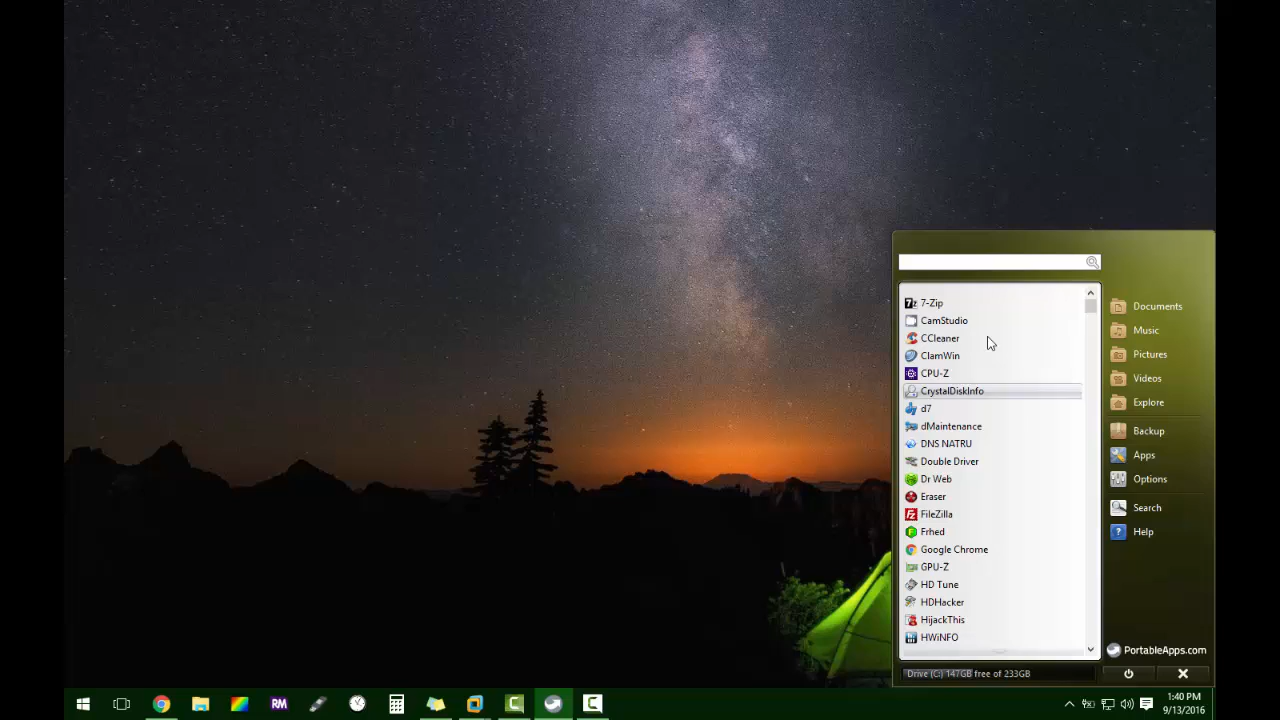 7-Zip
CamStudio
CCleaner
ClamWin
CPU-Z
CrystalDiskInfo
d7
dMaintenance
DNS NATRU
Double Driver
Dr Web
Eraser
FileZilla
Frhed
Google Chrome
GPU-Z
HD Tune
HDHacker
HijackThis
HWiNFO
Documents
Music
Pictures
Videos
Explore
Backup
Apps
Options
Search
Help
PortableApps.com
Drive (C:) 147GB free of 233GB
RM
1:40 PM
9/13/2016